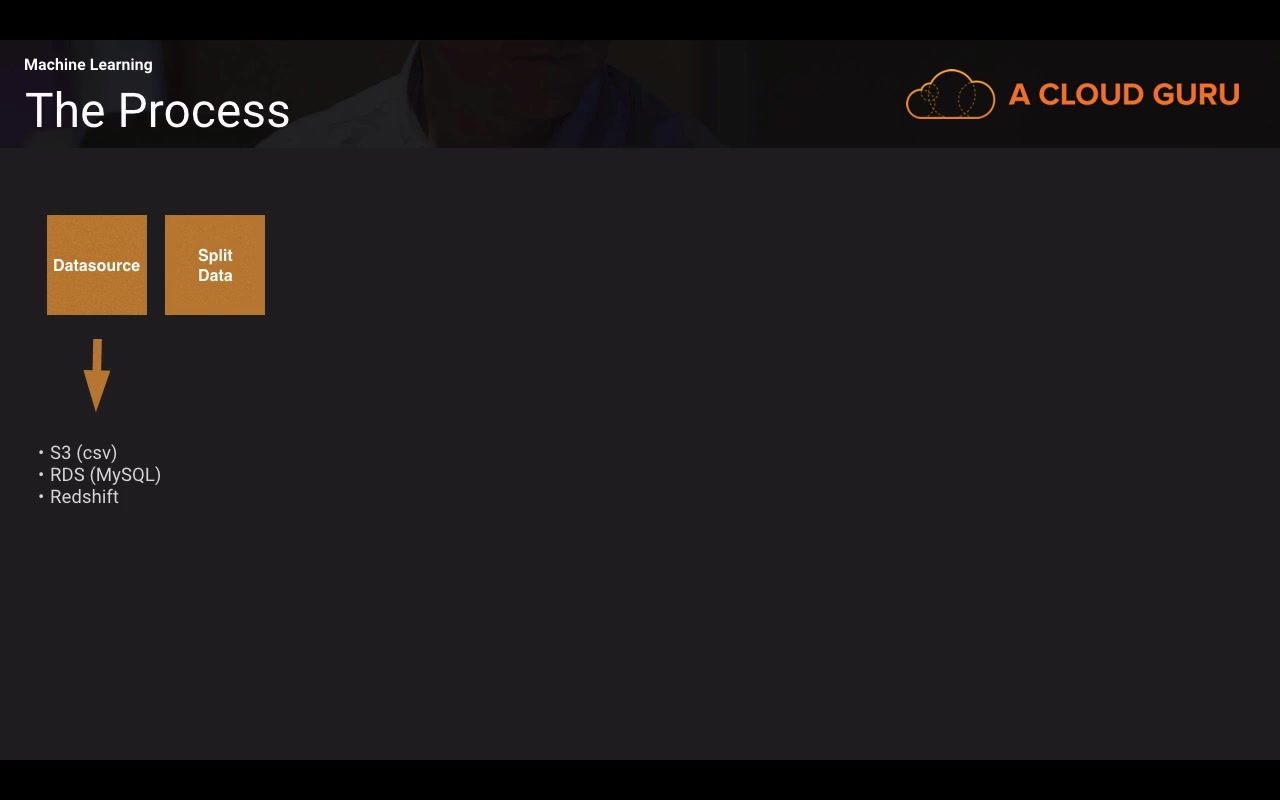 Machine Learning
The Process
A CLOUD GURU
Datasource
Split
Data
• S3 (csv)
• RDS (MySQL)
• Redshift